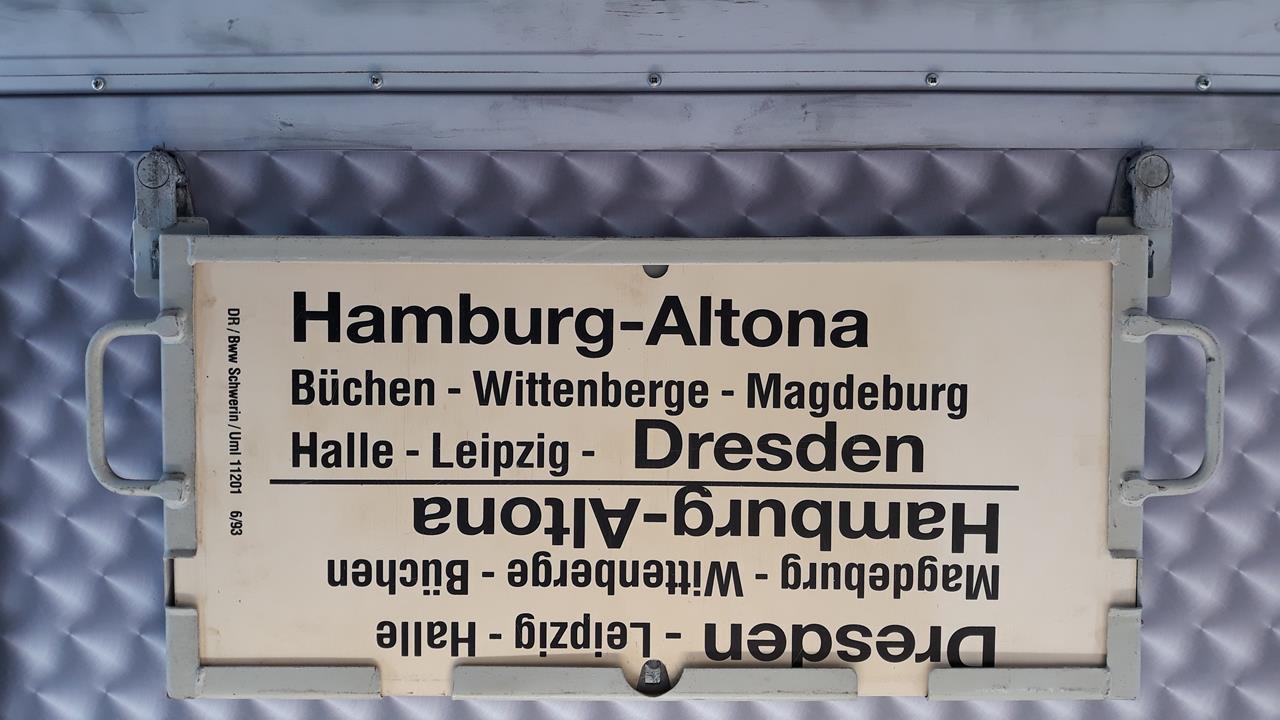 Hamburg-Altona
Büchen - Wittenberge - Magdeburg
Halle - Leipzig - Dresden
DR / Bww Schwerin / Uml 11201 6/93
Dresden - Leipzig - Halle
Magdeburg - Wittenberge - Büchen
Hamburg-Altona